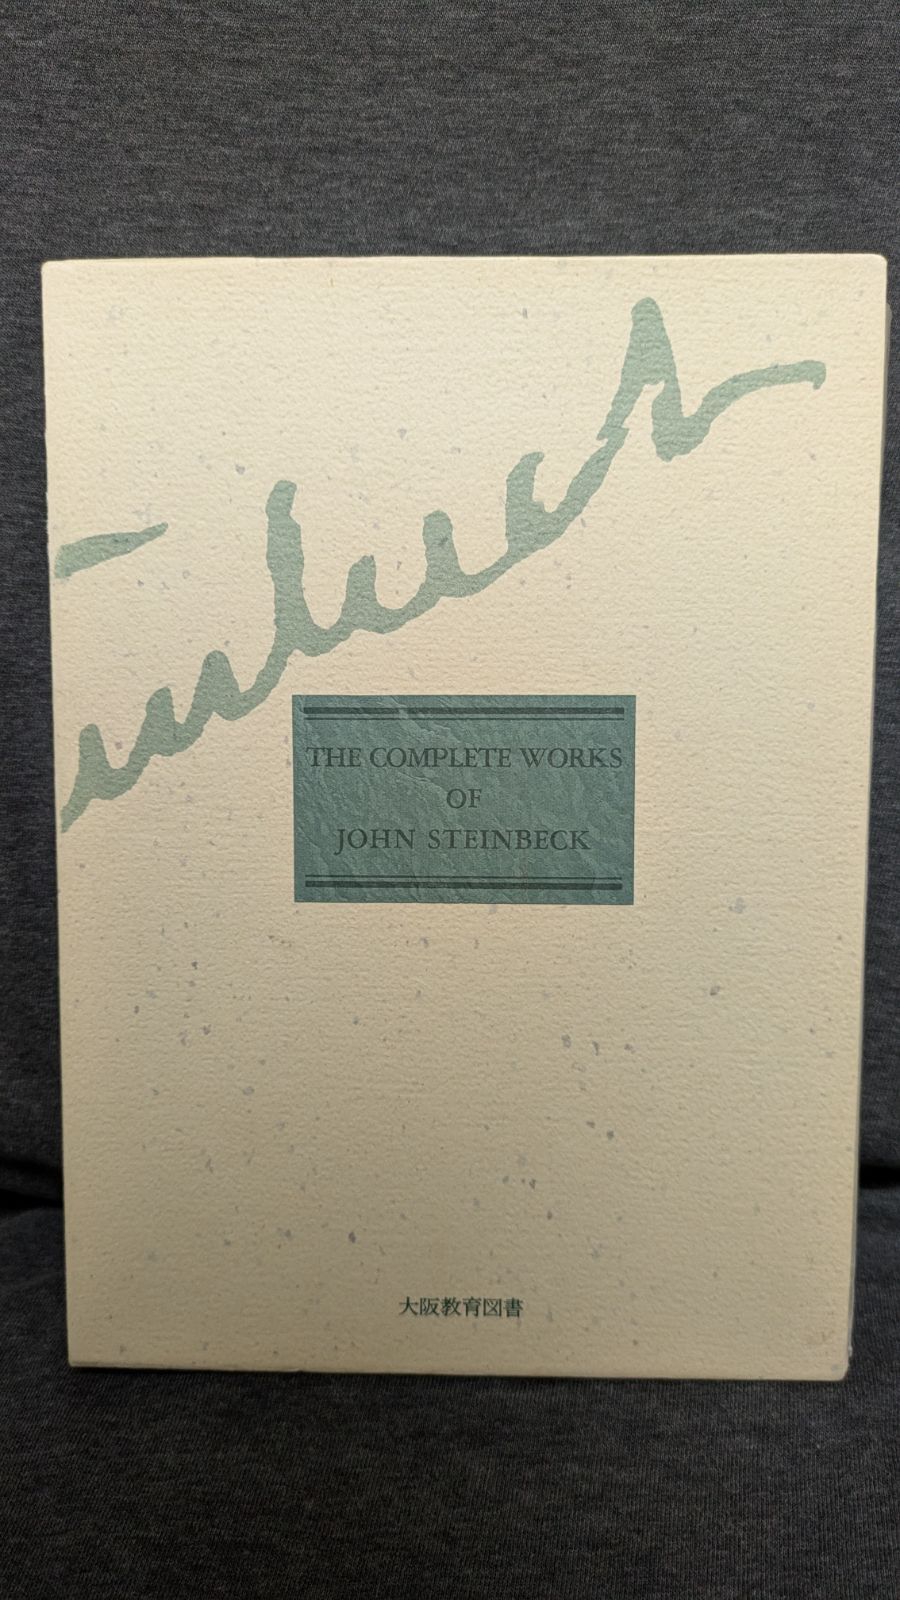 THE COMPLETE WORKS
OF
JOHN STEINBECK
大阪教育図書